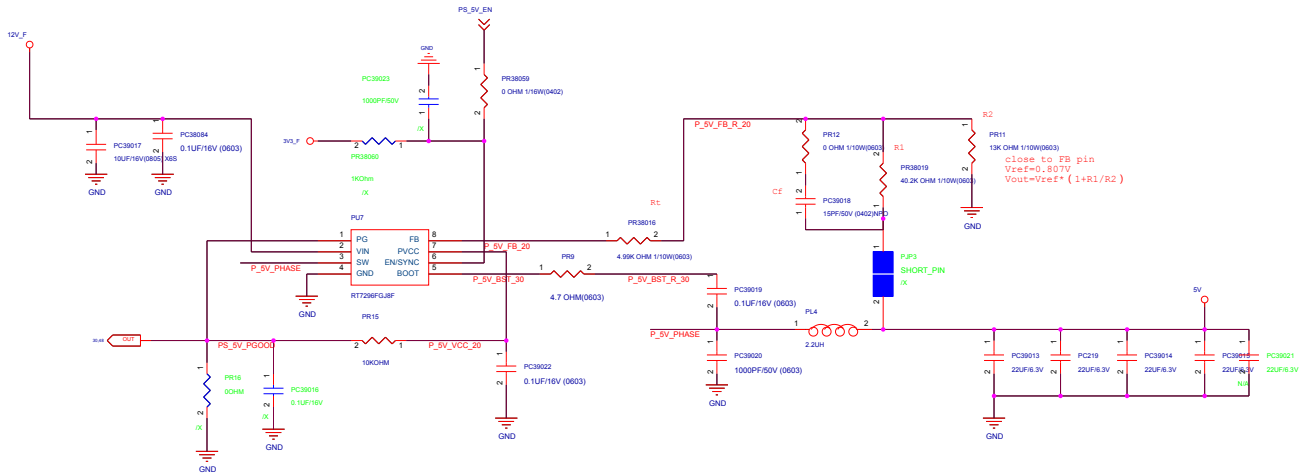 PS_5V_EN
12V_F
GND
PC39023
1000PF/50V
/X
PR38059
0 OHM 1/16W(0402)
PC39017
10UF/16V(0805) X6S
PC38084
0.1UF/16V (0603)
GND
GND
3V3_F
PR38060
1KOhm
/X
P_5V_FB_R_20
PR12
0 OHM 1/10W(0603)
R1
PR38019
40.2K OHM 1/10W(0603)
R2
PR11
13K OHM 1/10W(0603)
close to FB pin
Vref=0.807V
Vout=Vref*(1+R1/R2)
GND
Cf
PC39018
15PF/50V (0402)NPO
Rt
PR38016
4.99K OHM 1/10W(0603)
PU7
1 PG FB 8
2 VIN PVCC 7
3 SW EN/SYNC 6
4 GND BOOT 5
RT7296FGJ8F
P_5V_PHASE
GND
P_5V_FB_20
P_5V_BST_30
PR9
4.7 OHM(0603)
P_5V_BST_R_30
PJP3
SHORT_PIN
/X
PC39019
0.1UF/16V (0603)
P_5V_PHASE
PL4
2.2UH
PC39020
1000PF/50V (0603)
GND
5V
OUT
PS_5V_PGOOD
PR15
10KOHM
P_5V_VCC_20
PR16
0OHM
/X
GND
PC39016
0.1UF/16V
/X
GND
PC39022
0.1UF/16V (0603)
GND
PC39013
22UF/6.3V
PC219
22UF/6.3V
PC39014
22UF/6.3V
PC39015
22UF/6.3V
N/A
PC39021
22UF/6.3V
GND